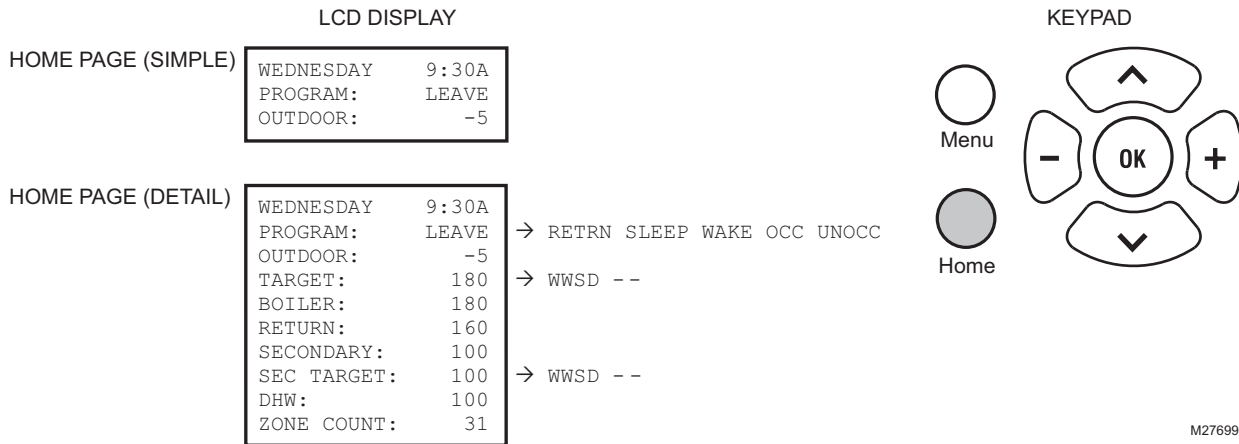 LCD DISPLAY
KEYPAD
HOME PAGE (SIMPLE)
WEDNESDAY 9:30A
PROGRAM: LEAVE
OUTDOOR: -5
Menu
OK
- +
Home
HOME PAGE (DETAIL)
WEDNESDAY 9:30A
PROGRAM: LEAVE → RETRN SLEEP WAKE OCC UNOCC
OUTDOOR: -5
TARGET: 180 → WWSD --
BOILER: 180
RETURN: 160
SECONDARY: 100
SEC TARGET: 100 → WWSD --
DHW: 100
ZONE COUNT: 31
M27699